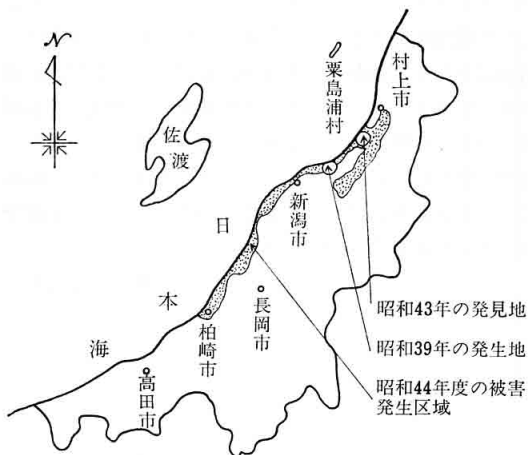 N
粟島浦村
村上市
佐渡
新潟市
日本海
長岡市
柏崎市
高田市
昭和43年の発見地
昭和39年の発生地
昭和44年度の被害
発生区域